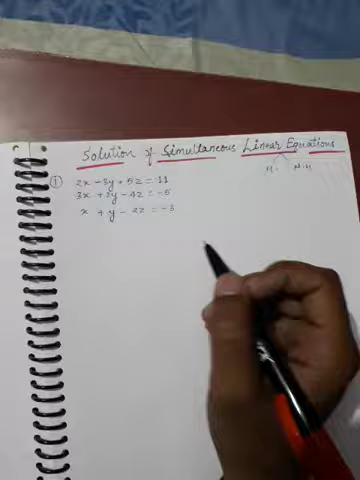 Solution of Simultaneous Linear Equations
H. N.H
① 2x - 3y + 5z = 11
3x + 2y - 4z = -5
x + y - 2z = -3